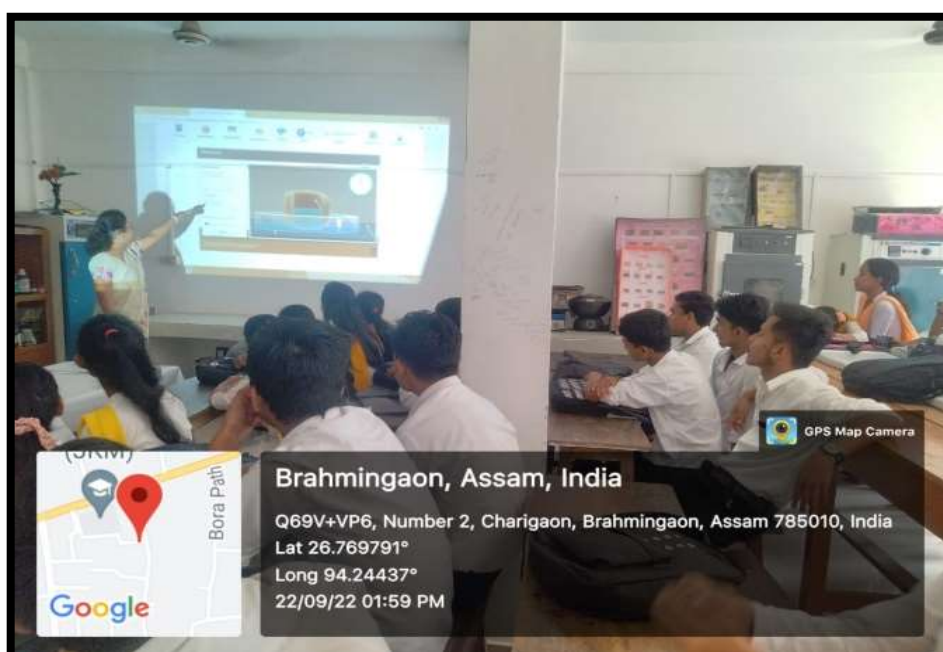 GPS Map Camera
Brahmingaon, Assam, India
Q69V+VP6, Number 2, Charigaon, Brahmingaon, Assam 785010, India
Lat 26.769791°
Long 94.24437°
22/09/22 01:59 PM
Bora Path
Google